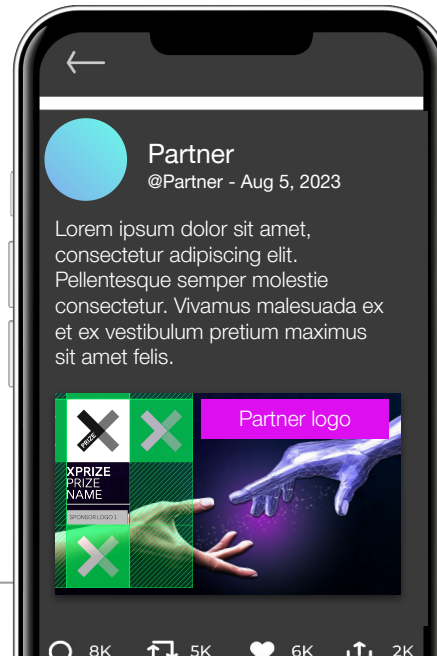 Partner
@Partner - Aug 5, 2023
Lorem ipsum dolor sit amet,
consectetur adipiscing elit.
Pellentesque semper molestie
consectetur. Vivamus malesuada ex
et ex vestibulum pretium maximus
sit amet felis.
PRIZE
Partner logo
XPRIZE
PRIZE
NAME
SPONSOR LOGO 1
8K
5K
6K
2K